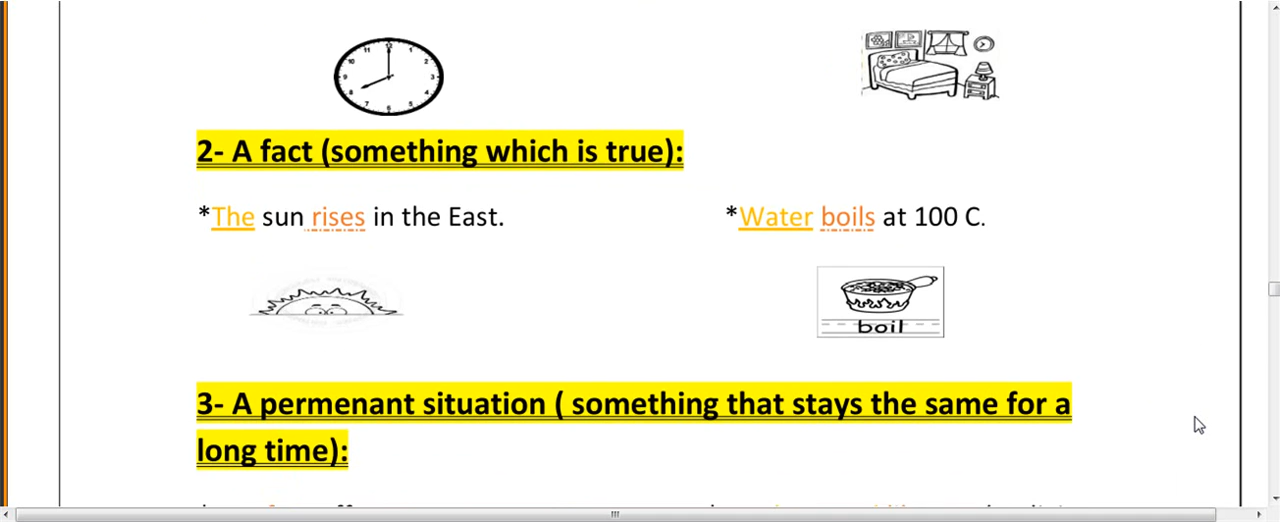 2- A fact (something which is true):
*The sun rises in the East.
*Water boils at 100 C.
boil
3- A permenant situation ( something that stays the same for a
long time):